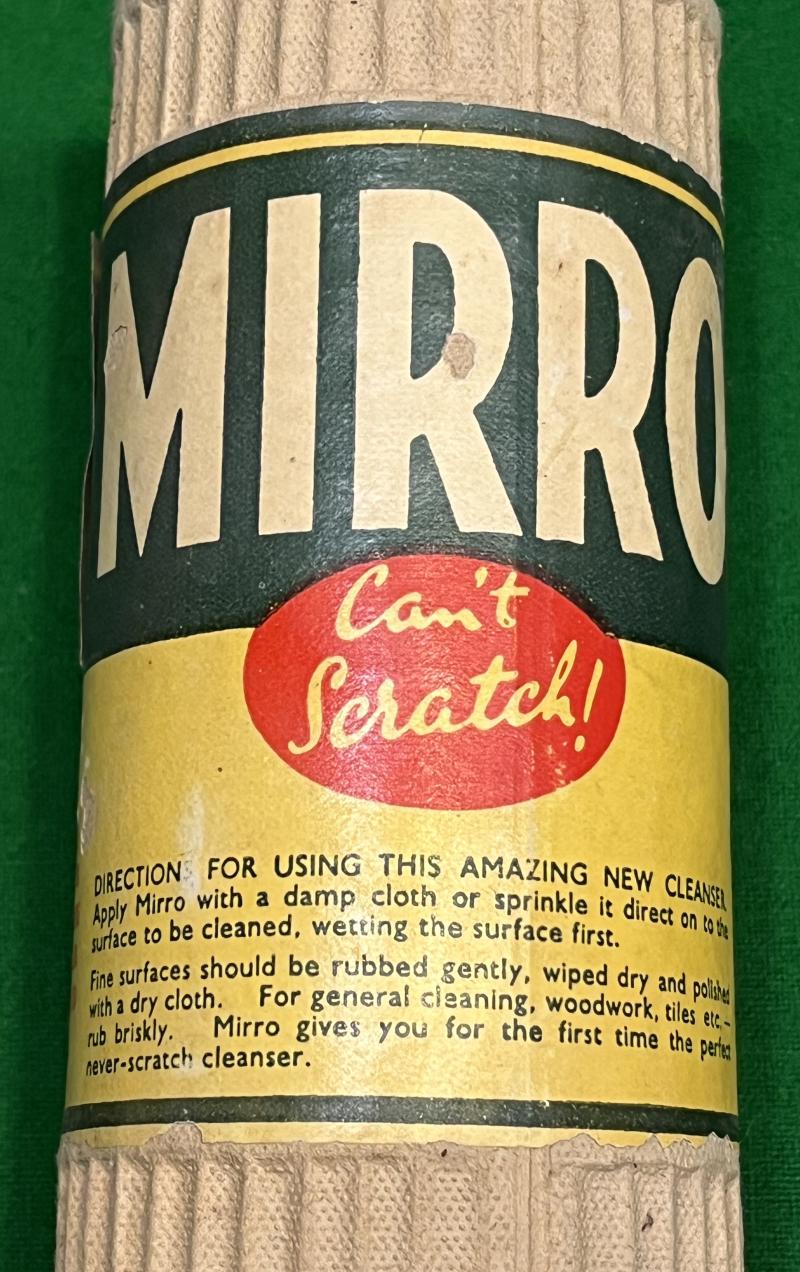 MIRRO
Can't
Scratch!
DIRECTIONS FOR USING THIS AMAZING NEW CLEANSER
Apply Mirro with a damp cloth or sprinkle it direct on to the
surface to be cleaned, wetting the surface first.
Fine surfaces should be rubbed gently, wiped dry and polished
with a dry cloth. For general cleaning, woodwork, tiles etc.—
rub briskly. Mirro gives you for the first time the perfect
never-scratch cleanser.